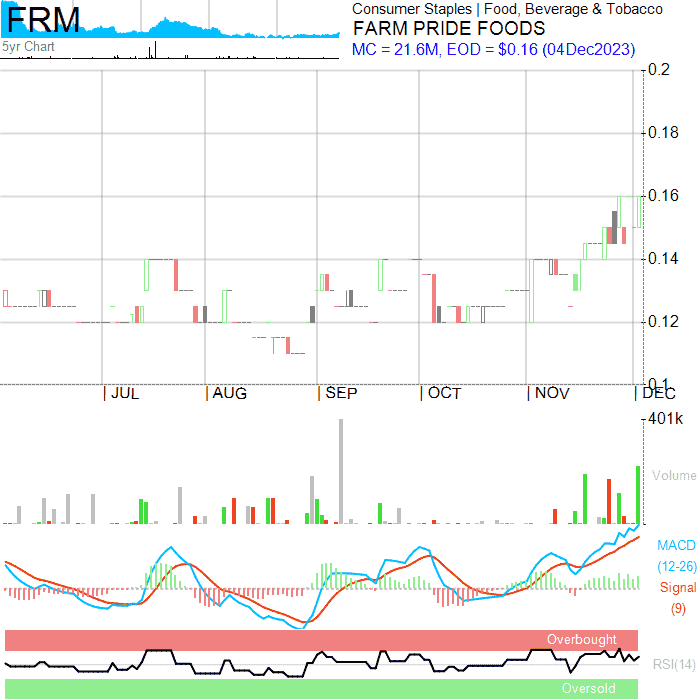 FRM
5yr Chart
Consumer Staples | Food, Beverage & Tobacco
FARM PRIDE FOODS
MC = 21.6M, EOD = $0.16 (04Dec2023)
0.2
0.18
0.16
0.14
0.12
0.1
JUL AUG SEP OCT NOV DEC
401k
Volume
MACD
(12-26)
Signal
(9)
Overbought
RSI(14)
Oversold